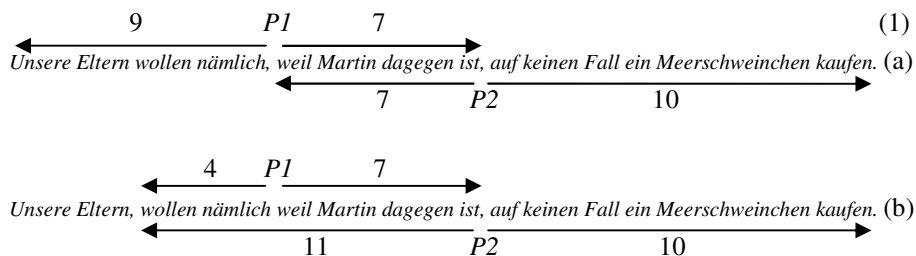 9 P1 7 (1)
Unsere Eltern wollen nämlich, weil Martin dagegen ist, auf keinen Fall ein Meerschweinchen kaufen. (a)
7 P2 10
4 P1 7
Unsere Eltern, wollen nämlich weil Martin dagegen ist, auf keinen Fall ein Meerschweinchen kaufen. (b)
11 P2 10